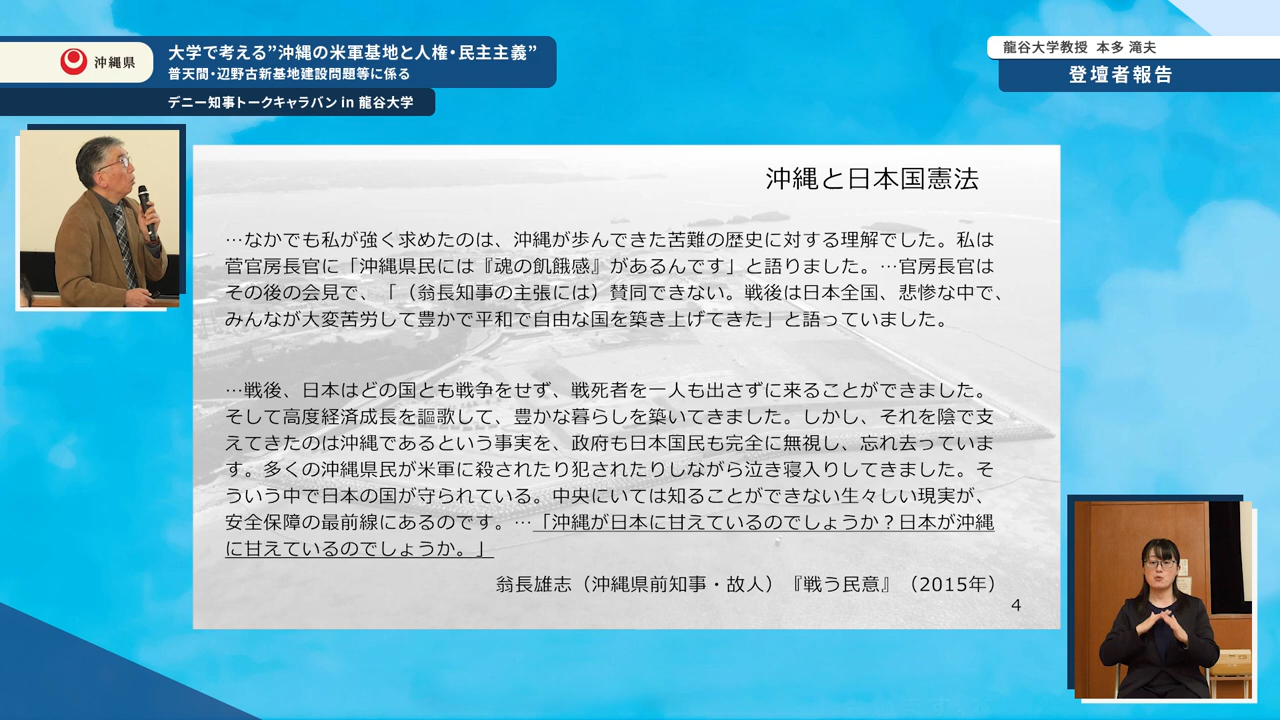 沖縄県
大学で考える”沖縄の米軍基地と人権・民主主義”
普天間・辺野古新基地建設問題等に係る
デニー知事トークキャラバン in 龍谷大学
龍谷大学教授 本多 滝夫
登壇者報告
沖縄と日本国憲法
…なかでも私が強く求めたのは、沖縄が歩んできた苦難の歴史に対する理解でした。私は
菅官房長官に「沖縄県民には『魂の飢餓感』があるんです」と語りました。…官房長官は
その後の会見で、「（翁長知事の主張には）賛同できない。戦後は日本全国、悲惨な中で、
みんなが大変苦労して豊かで平和で自由な国を築き上げてきた」と語っていました。
…戦後、日本はどの国とも戦争をせず、戦死者を一人も出さずに来ることができました。
そして高度経済成長を謳歌して、豊かな暮らしを築いてきました。しかし、それを陰で支
えてきたのは沖縄であるという事実を、政府も日本国民も完全に無視し、忘れ去っていま
す。多くの沖縄県民が米軍に殺されたり犯されたりしながら泣き寝入りしてきました。そ
ういう中で日本の国が守られている。中央にいては知ることができない生々しい現実が、
安全保障の最前線にあるのです。…「沖縄が日本に甘えているのでしょうか？日本が沖縄
に甘えているのでしょうか。」
翁長雄志（沖縄県前知事・故人）『戦う民意』（2015年）
4